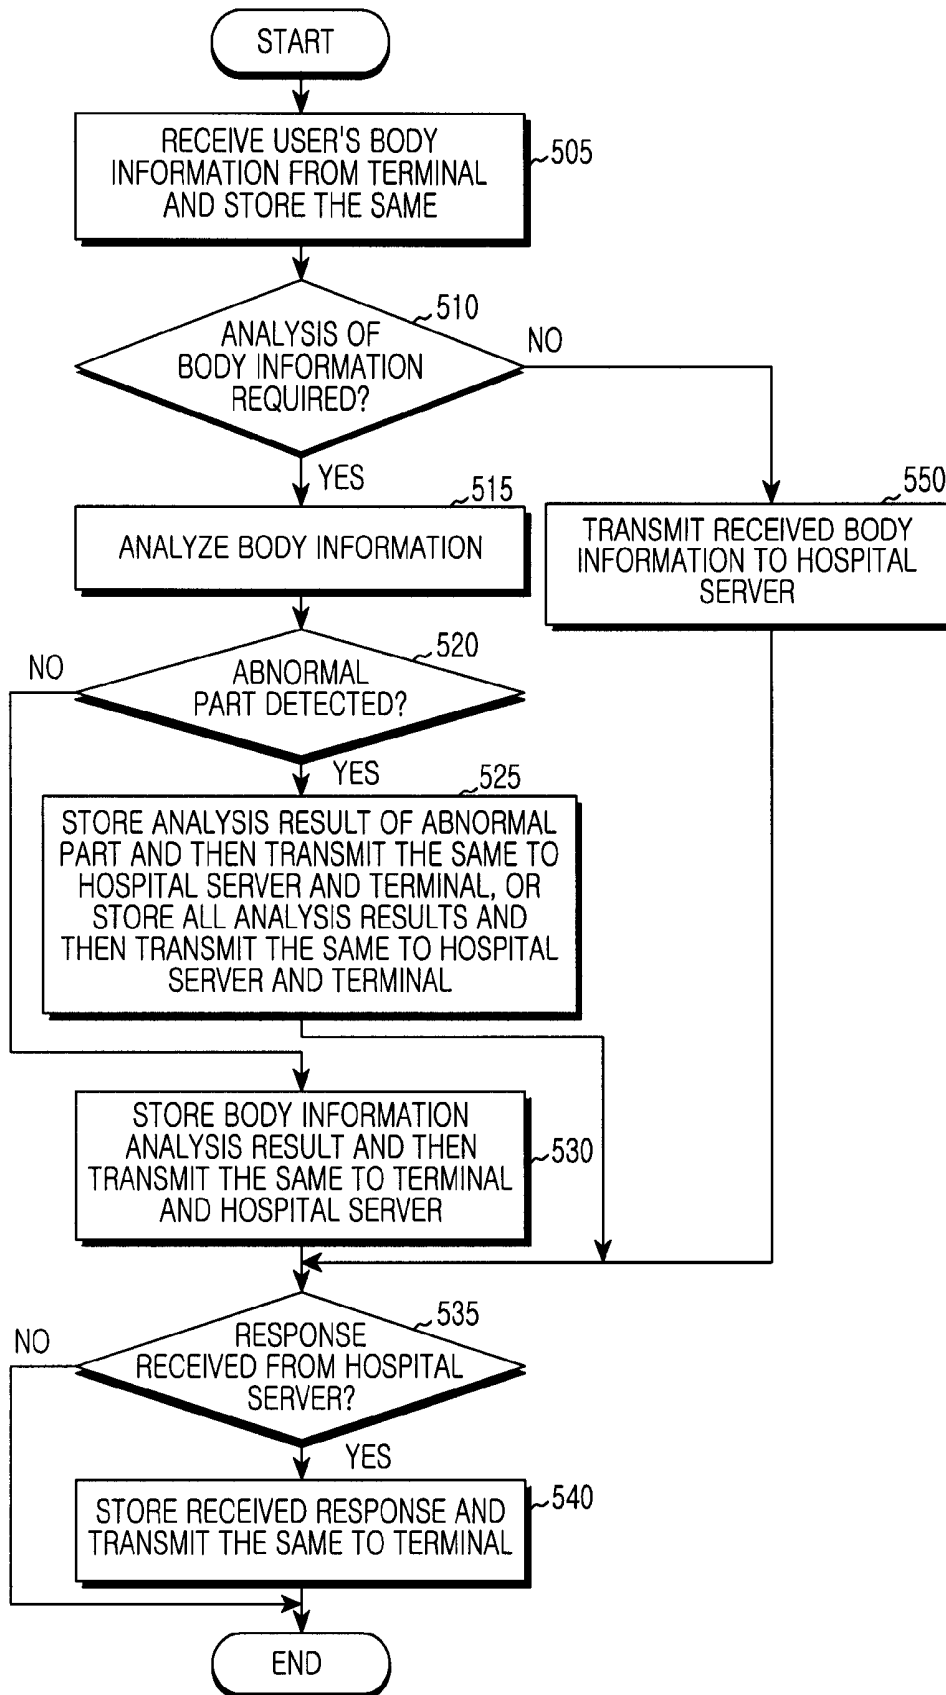 START
RECEIVE USER'S BODY
INFORMATION FROM TERMINAL
AND STORE THE SAME
505
510
ANALYSIS OF
BODY INFORMATION
REQUIRED?
NO
YES
515
ANALYZE BODY INFORMATION
550
TRANSMIT RECEIVED BODY
INFORMATION TO HOSPITAL
SERVER
520
NO
ABNORMAL
PART DETECTED?
YES
525
STORE ANALYSIS RESULT OF ABNORMAL
PART AND THEN TRANSMIT THE SAME TO
HOSPITAL SERVER AND TERMINAL, OR
STORE ALL ANALYSIS RESULTS AND
THEN TRANSMIT THE SAME TO HOSPITAL
SERVER AND TERMINAL
STORE BODY INFORMATION
ANALYSIS RESULT AND THEN
TRANSMIT THE SAME TO TERMINAL
AND HOSPITAL SERVER
530
535
NO
RESPONSE
RECEIVED FROM HOSPITAL
SERVER?
YES
STORE RECEIVED RESPONSE AND
TRANSMIT THE SAME TO TERMINAL
540
END